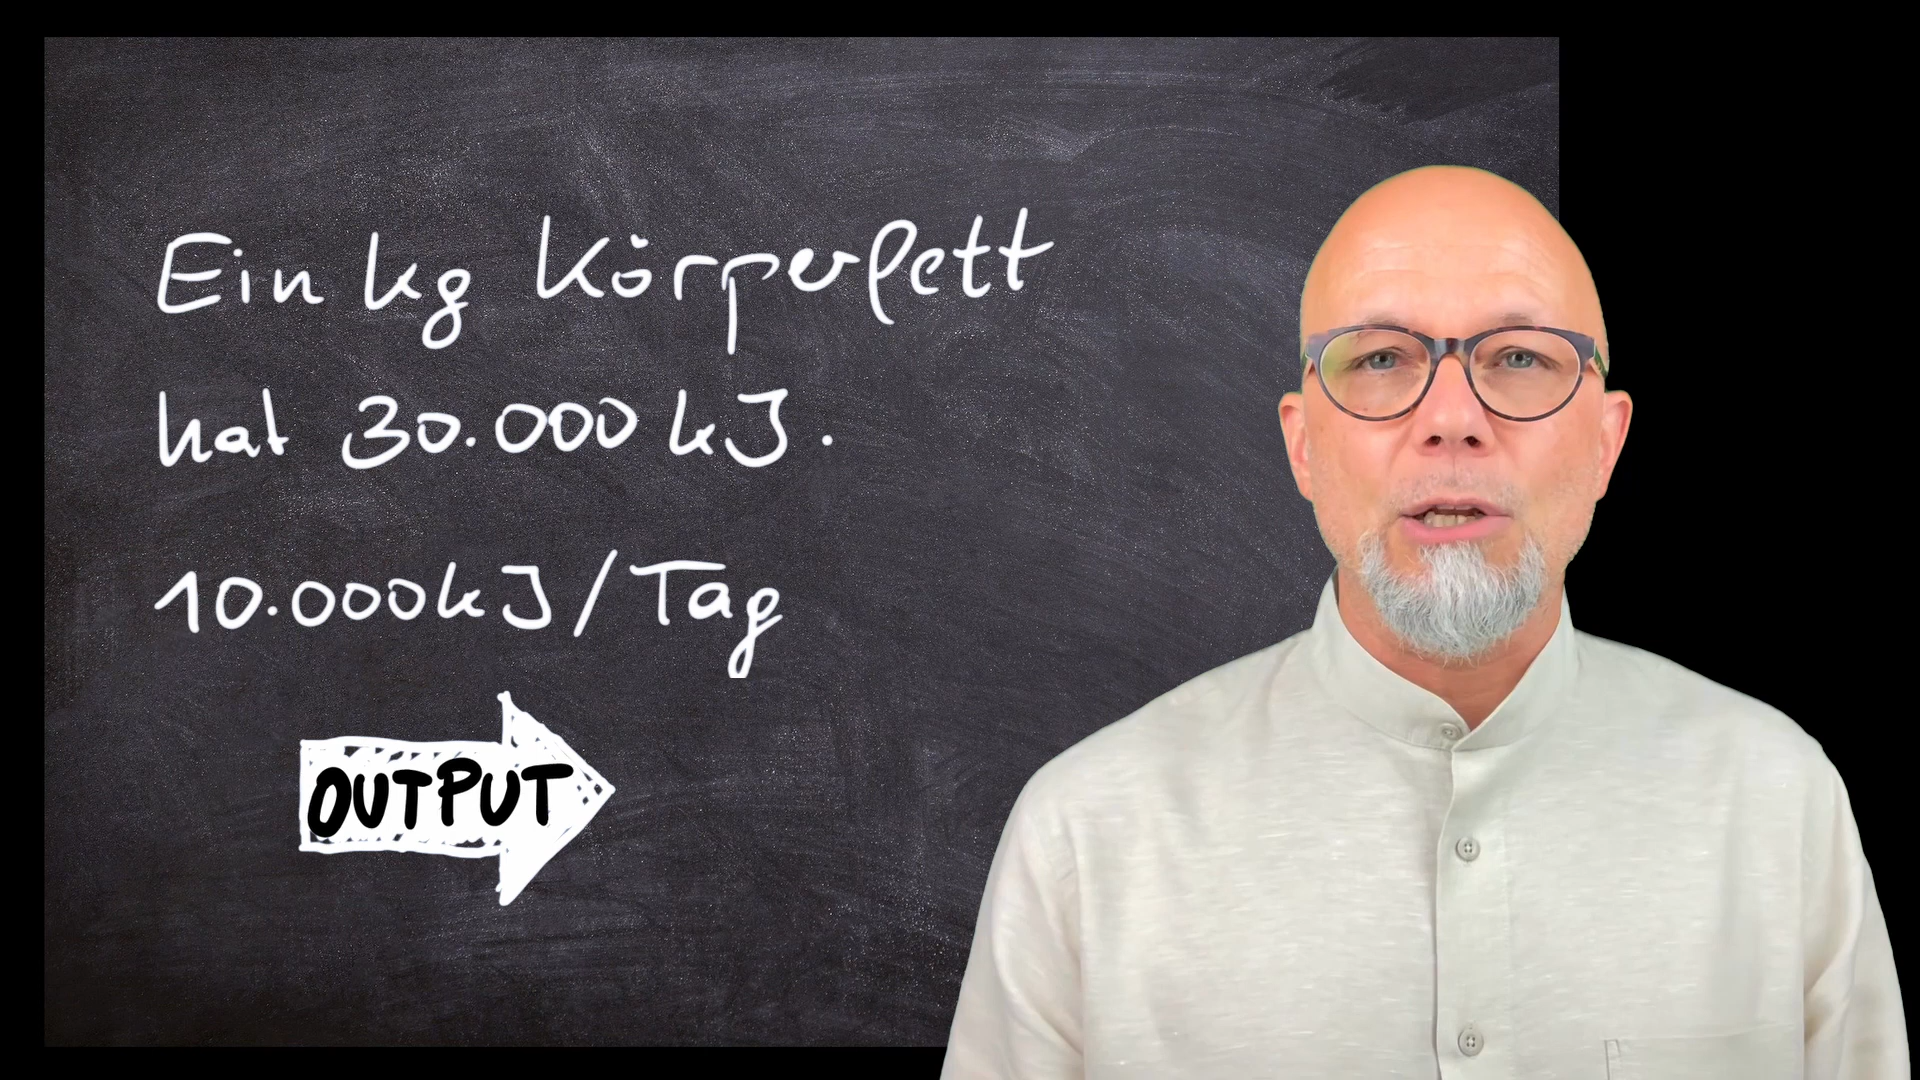 Ein kg Körperfett
hat 30.000 kJ.
10.000 kJ/Tag
OUTPUT